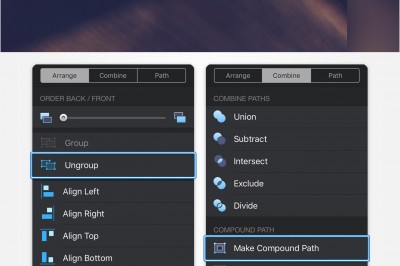 Arrange
Combine
Path
ORDER BACK / FRONT
Group
Ungroup
Align Left
Align Right
Align Top
Align Bottom
Arrange
Combine
Path
COMBINE PATHS
Union
Subtract
Intersect
Exclude
Divide
COMPOUND PATH
Make Compound Path